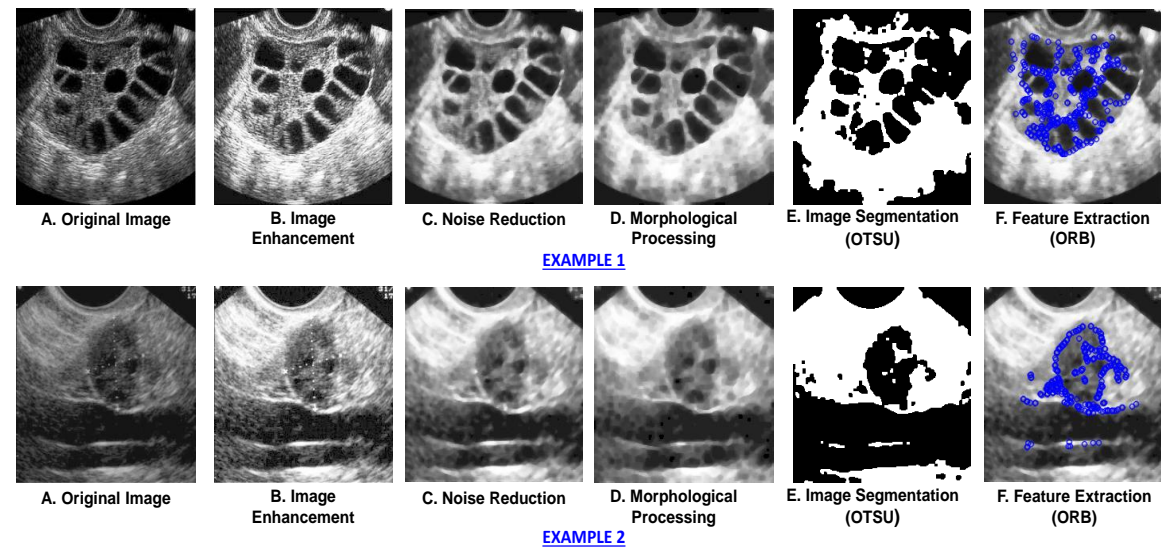 A. Original Image
B. Image
Enhancement
C. Noise Reduction
D. Morphological
Processing
E. Image Segmentation
(OTSU)
F. Feature Extraction
(ORB)
EXAMPLE 1
A. Original Image
B. Image
Enhancement
C. Noise Reduction
D. Morphological
Processing
E. Image Segmentation
(OTSU)
F. Feature Extraction
(ORB)
EXAMPLE 2